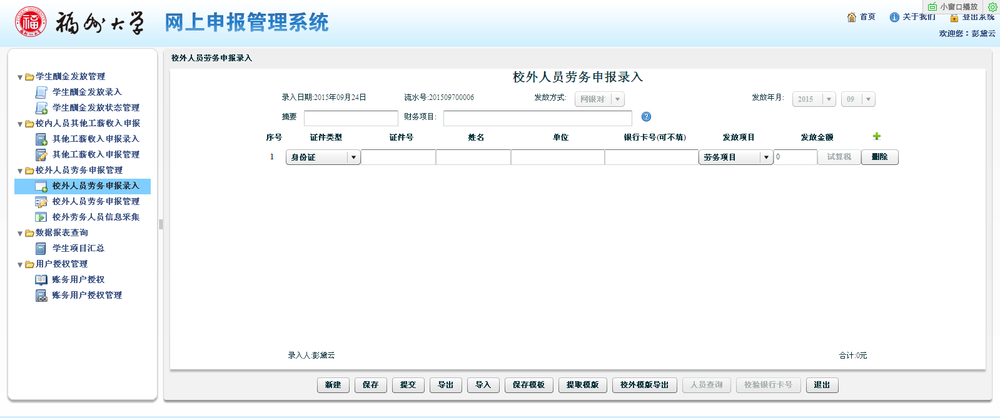 小窗口播放
福州大学 网上申报管理系统 首页 关于我们 登出系统
欢迎您：彭黛云
校外人员劳务申报录入
学生酬金发放管理
学生酬金发放录入
学生酬金发放状态管理
校内人员其他工薪收入申报
其他工薪收入申报录入
其他工薪收入申报管理
校外人员劳务申报管理
校外人员劳务申报录入
校外人员劳务申报管理
校外劳务人员信息采集
数据报表查询
学生项目汇总
用户授权管理
账务用户授权
账务用户授权管理
校外人员劳务申报录入
录入日期:2015年09月24日 流水号:201509700006 发放方式: 网银对 发放年月: 2015 09
摘要 财务项目:
序号 证件类型 证件号 姓名 单位 银行卡号(可不填) 发放项目 发放金额
1 身份证 劳务项目 0 试算税 删除
录入人:彭黛云 合计:0元
新建 保存 提交 导出 导入 保存模板 提取模版 校外模版导出 人员查询 校验银行卡号 退出